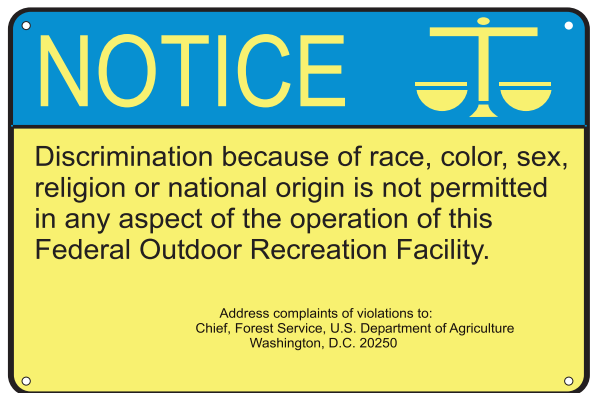 NOTICE
Discrimination because of race, color, sex,
religion or national origin is not permitted
in any aspect of the operation of this
Federal Outdoor Recreation Facility.
Address complaints of violations to:
Chief, Forest Service, U.S. Department of Agriculture
Washington, D.C. 20250